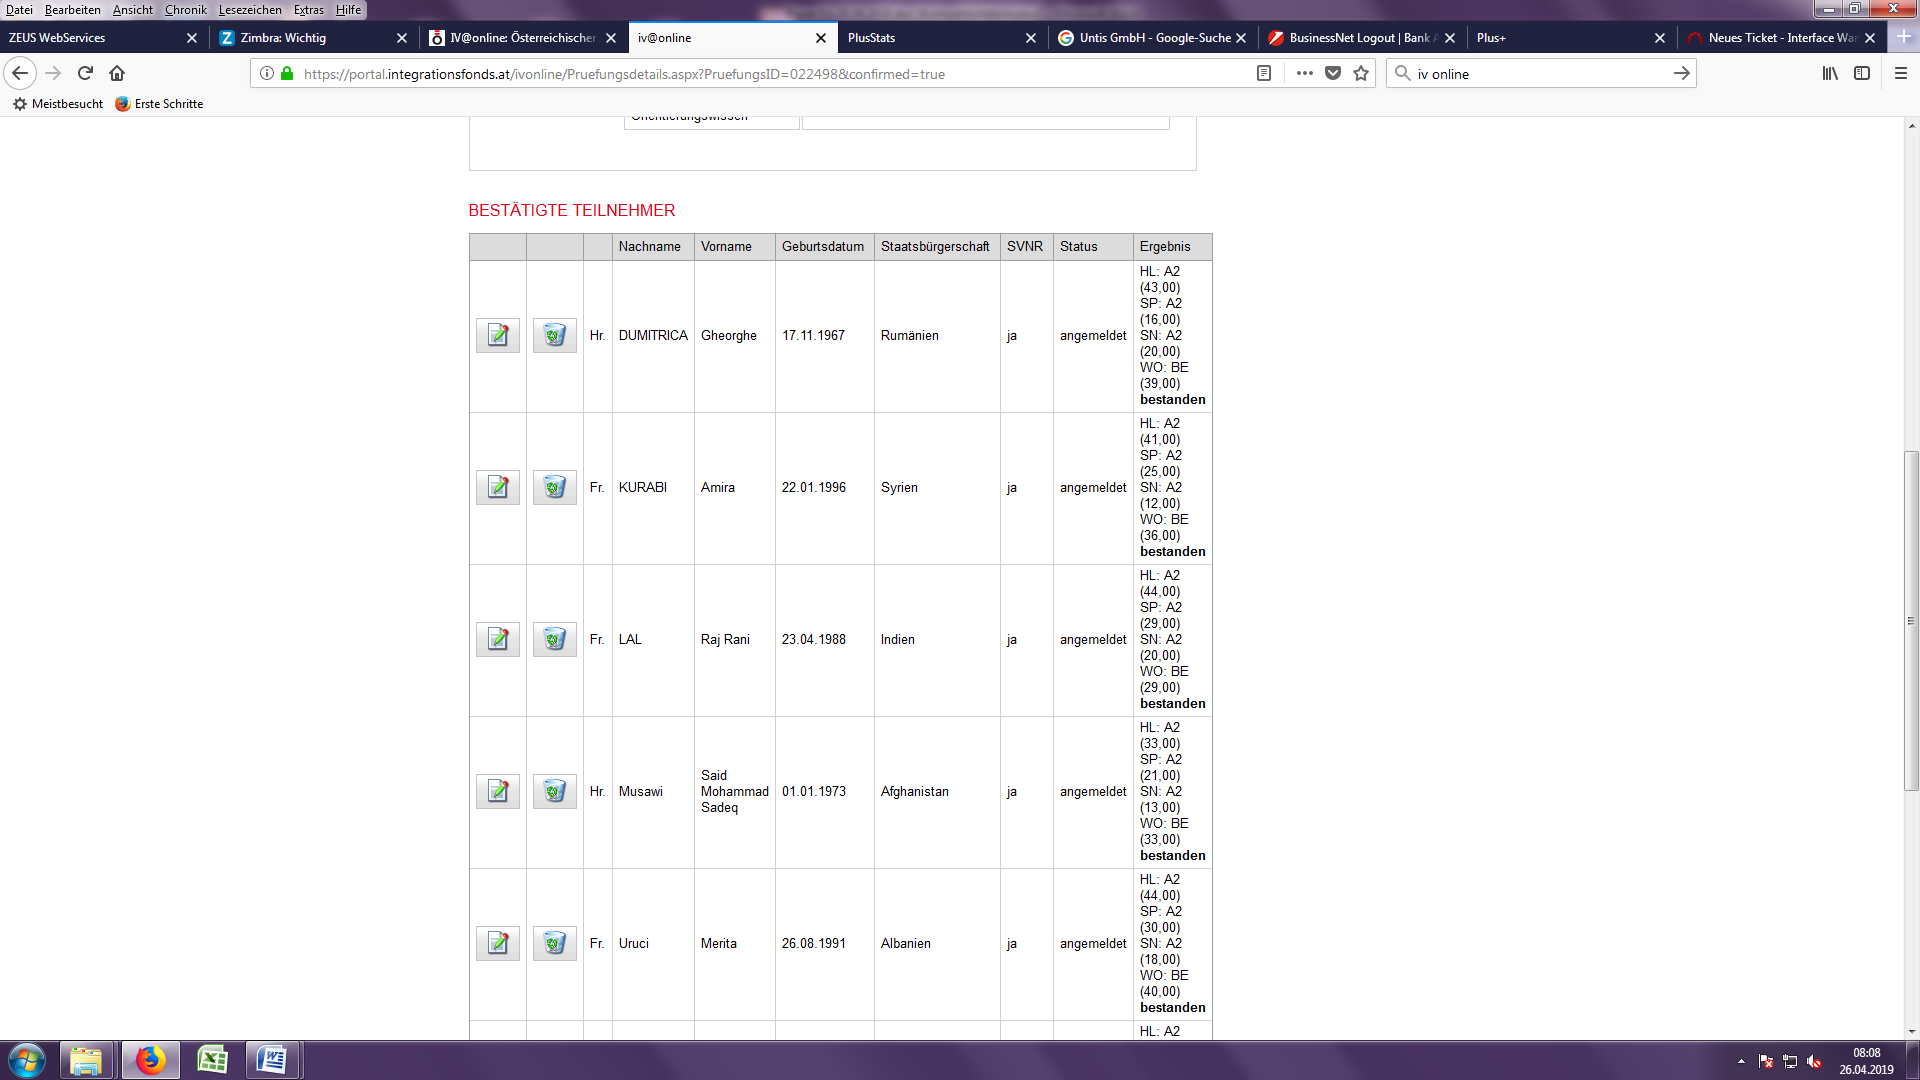 Datei Bearbeiten Ansicht Chronik Lesezeichen Extras Hilfe
ZEUS WebServices
Zimbra: Wichtig
IV@online: Österreichischer
iv@online
PlusStats
Untis GmbH - Google-Suche
BusinessNet Logout | Bank
Plus+
Neues Ticket - Interface
https://portal.integrationsfonds.at/ivonline/Pruefungsdetails.aspx?PruefungsID=022498&confirmed=true
iv online
Meistbesucht Erste Schritte
Orientierungswissen
BESTÄTIGTE TEILNEHMER
Nachname Vorname Geburtsdatum Staatsbürgerschaft SVNR Status Ergebnis
Hr. DUMITRICA Gheorghe 17.11.1967 Rumänien ja angemeldet
HL: A2
(43,00)
SP: A2
(16,00)
SN: A2
(20,00)
WO: BE
(39,00)
bestanden
Fr. KURABI Amira 22.01.1996 Syrien ja angemeldet
HL: A2
(41,00)
SP: A2
(25,00)
SN: A2
(12,00)
WO: BE
(36,00)
bestanden
Fr. LAL Raj Rani 23.04.1988 Indien ja angemeldet
HL: A2
(44,00)
SP: A2
(29,00)
SN: A2
(20,00)
WO: BE
(29,00)
bestanden
Hr. Musawi
Said
Mohammad
Sadeq
01.01.1973 Afghanistan ja angemeldet
HL: A2
(33,00)
SP: A2
(21,00)
SN: A2
(13,00)
WO: BE
(33,00)
bestanden
Fr. Uruci Merita 26.08.1991 Albanien ja angemeldet
HL: A2
(44,00)
SP: A2
(30,00)
SN: A2
(18,00)
WO: BE
(40,00)
bestanden
HL: A2
08:08
26.04.2019